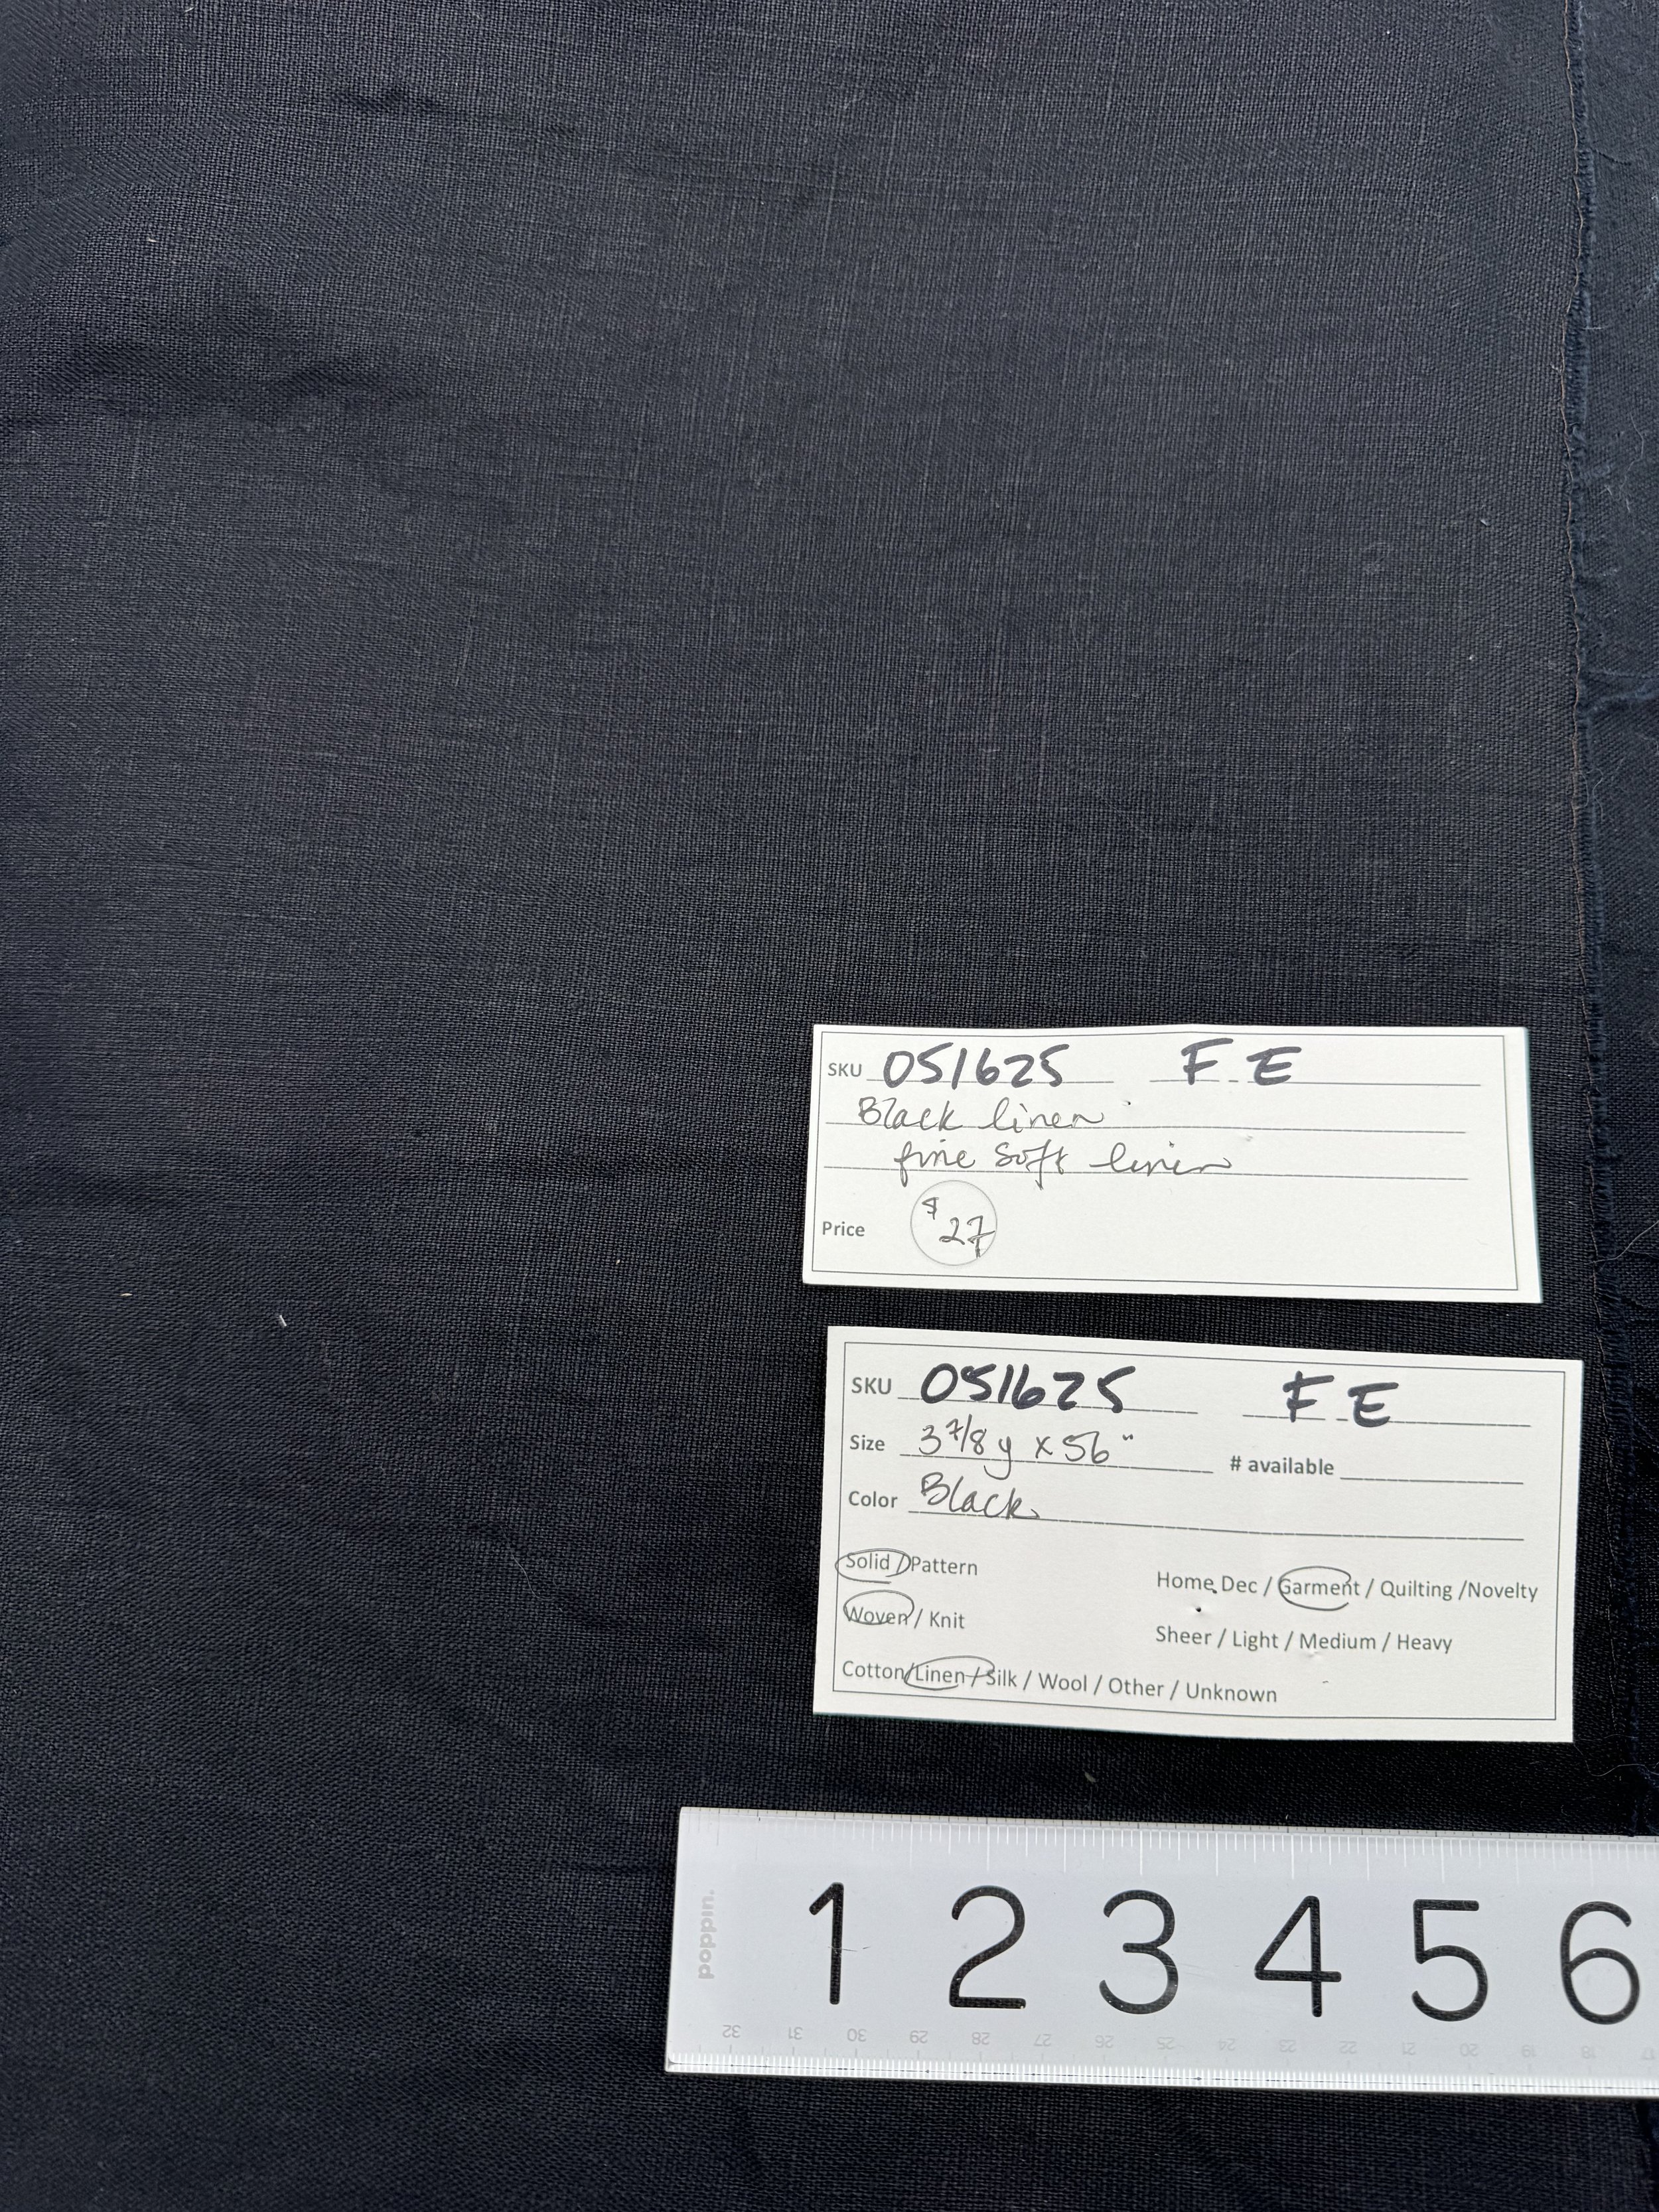 SKU 051625 F E
Black linen
fine soft linen
Price $27
SKU 051625 F E
Size 3 7/8 y x 56" # available
Color Black
Solid / Pattern
Home Dec / Garment / Quilting /Novelty
Woven / Knit
Sheer / Light / Medium / Heavy
Cotton/Linen/Silk / Wool / Other / Unknown
poppin.
1 2 3 4 5 6
32 31 30 29 28 27 26 25 24 23 22 21 20 19 18 17